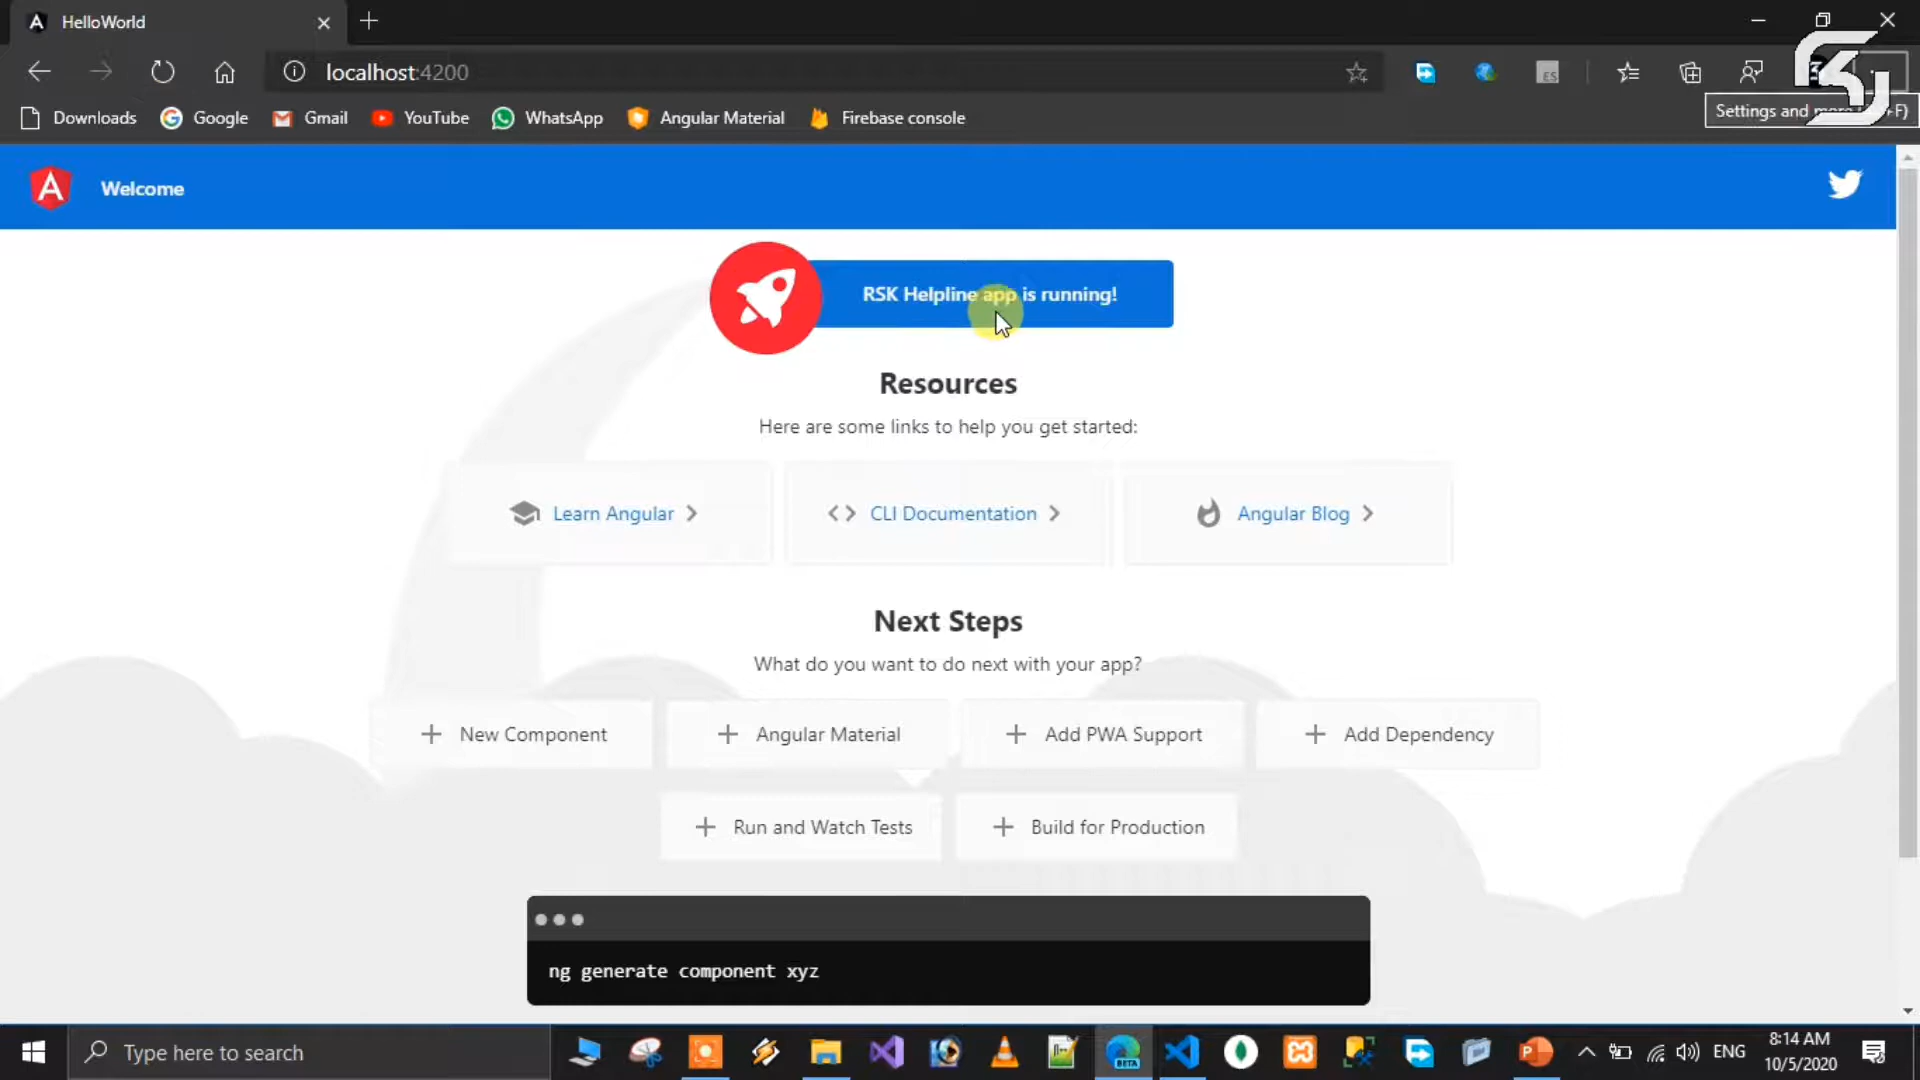 HelloWorld
localhost:4200
Downloads Google Gmail YouTube WhatsApp Angular Material Firebase console
ES
Settings and F)
A Welcome
RSK Helpline app is running!
Resources
Here are some links to help you get started:
Learn Angular CLI Documentation Angular Blog
Next Steps
What do you want to do next with your app?
New Component Angular Material Add PWA Support Add Dependency
Run and Watch Tests Build for Production
ng generate component xyz
Type here to search
BETA
ENG
8:14 AM
10/5/2020